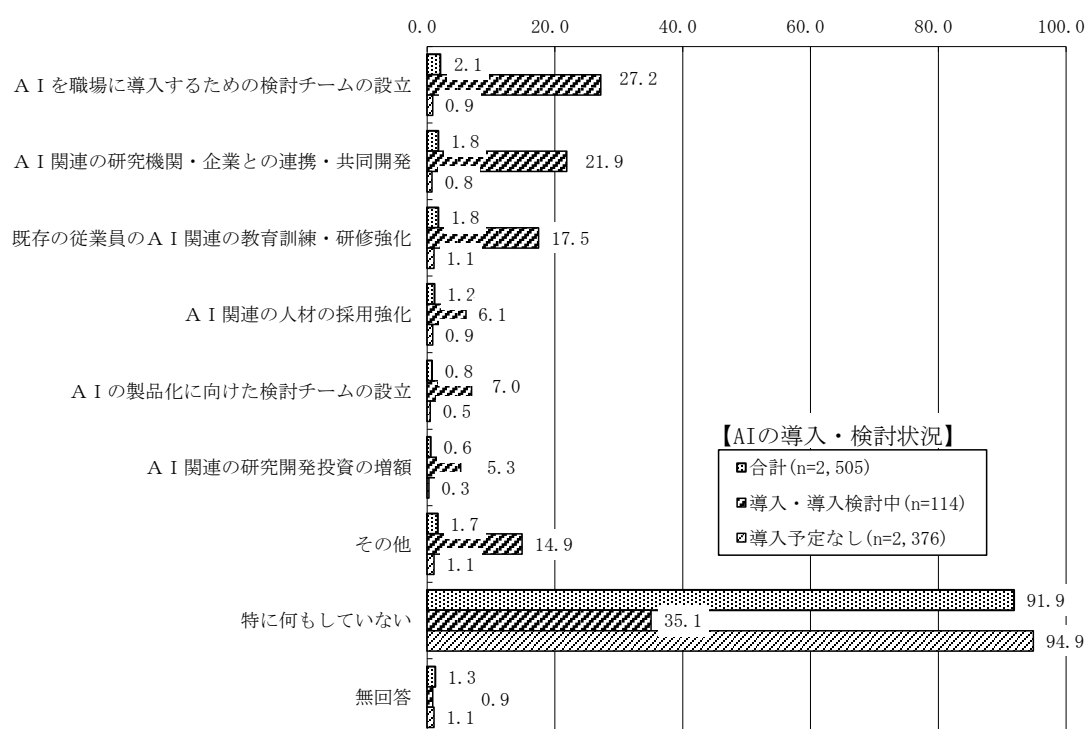 0.0 20.0 40.0 60.0 80.0 100.0
ＡＩを職場に導入するための検討チームの設立
2.1
27.2
0.9
ＡＩ関連の研究機関・企業との連携・共同開発
1.8
21.9
0.8
既存の従業員のＡＩ関連の教育訓練・研修強化
1.8
17.5
1.1
ＡＩ関連の人材の採用強化
1.2
6.1
0.9
ＡＩの製品化に向けた検討チームの設立
0.8
7.0
0.5
ＡＩ関連の研究開発投資の増額
0.6
5.3
0.3
その他
1.7
14.9
1.1
特に何もしていない
91.9
35.1
94.9
無回答
1.3
0.9
1.1
【AIの導入・検討状況】
合計(n=2,505)
導入・導入検討中(n=114)
導入予定なし(n=2,376)